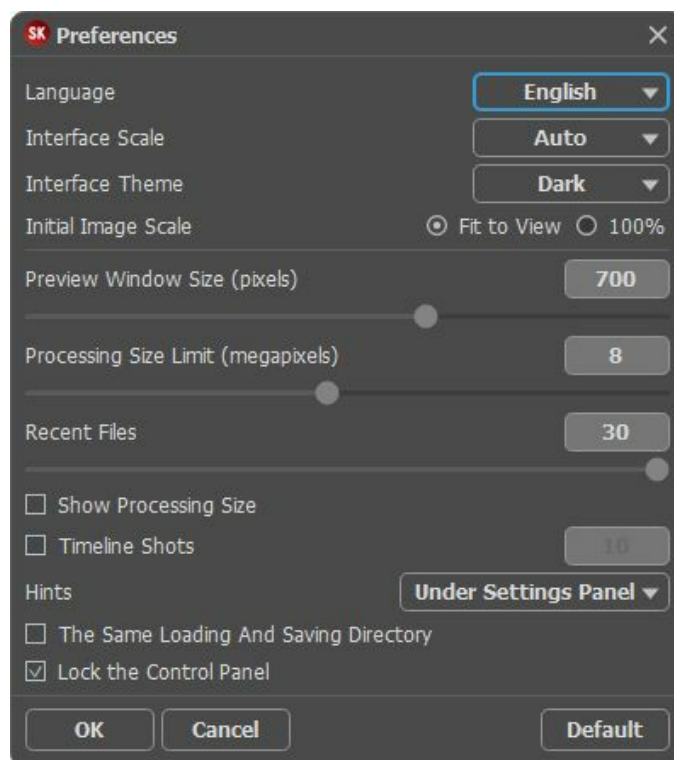 SK Preferences
Language English
Interface Scale Auto
Interface Theme Dark
Initial Image Scale Fit to View 100%
Preview Window Size (pixels) 700
Processing Size Limit (megapixels) 8
Recent Files 30
Show Processing Size
Timeline Shots 10
Hints Under Settings Panel
The Same Loading And Saving Directory
Lock the Control Panel
OK Cancel Default